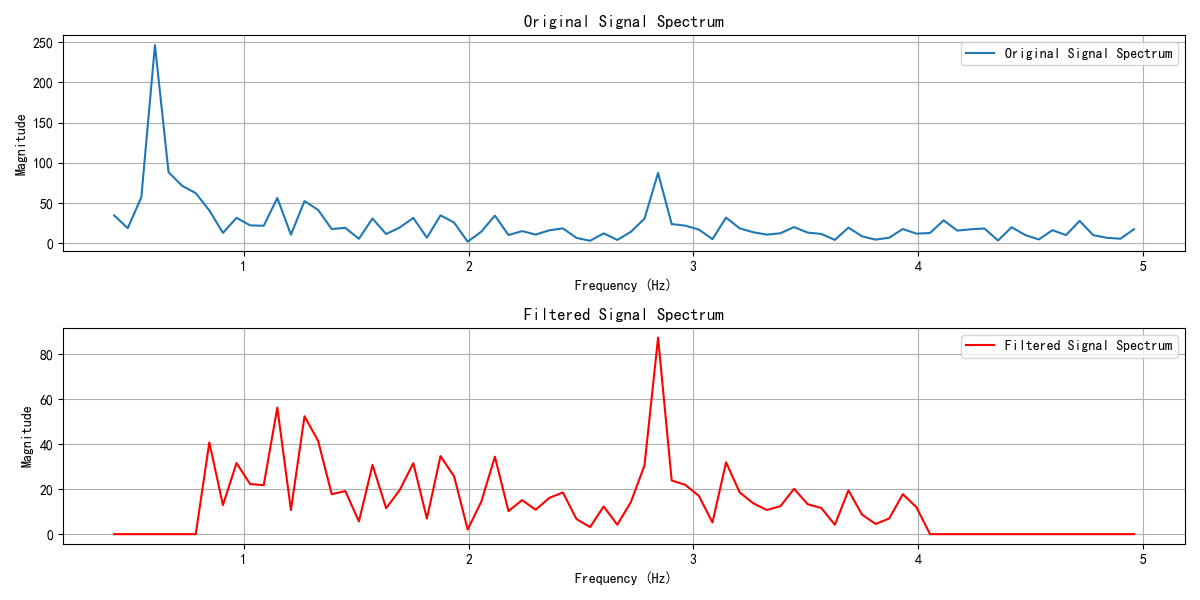 Original Signal Spectrum
250
200
150
100
50
0
Magnitude
Original Signal Spectrum
1
2
3
4
5
Frequency (Hz)
Filtered Signal Spectrum
80
60
40
20
0
Magnitude
Filtered Signal Spectrum
1
2
3
4
5
Frequency (Hz)